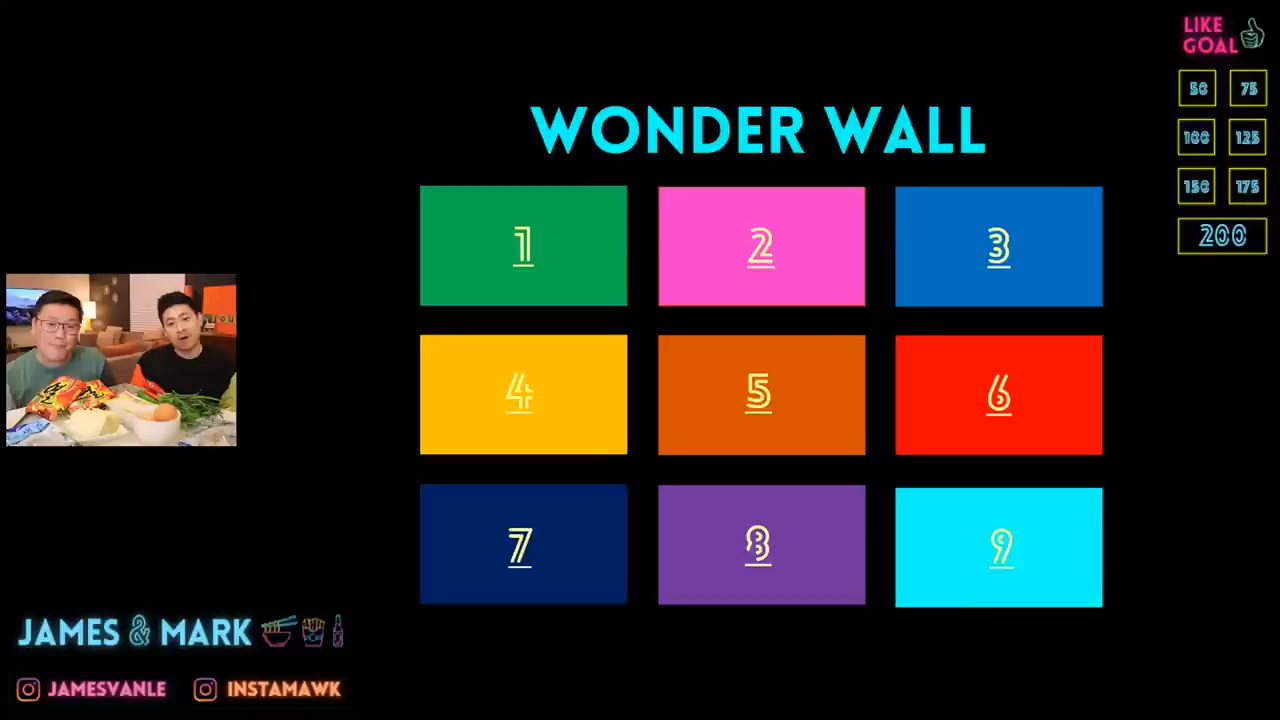 LIKE
GOAL
50 75
100 125
150 175
200
WONDER WALL
1 2 3
4 5 6
7 8 9
JAMES & MARK
JAMESVANLE INSTAMAWK